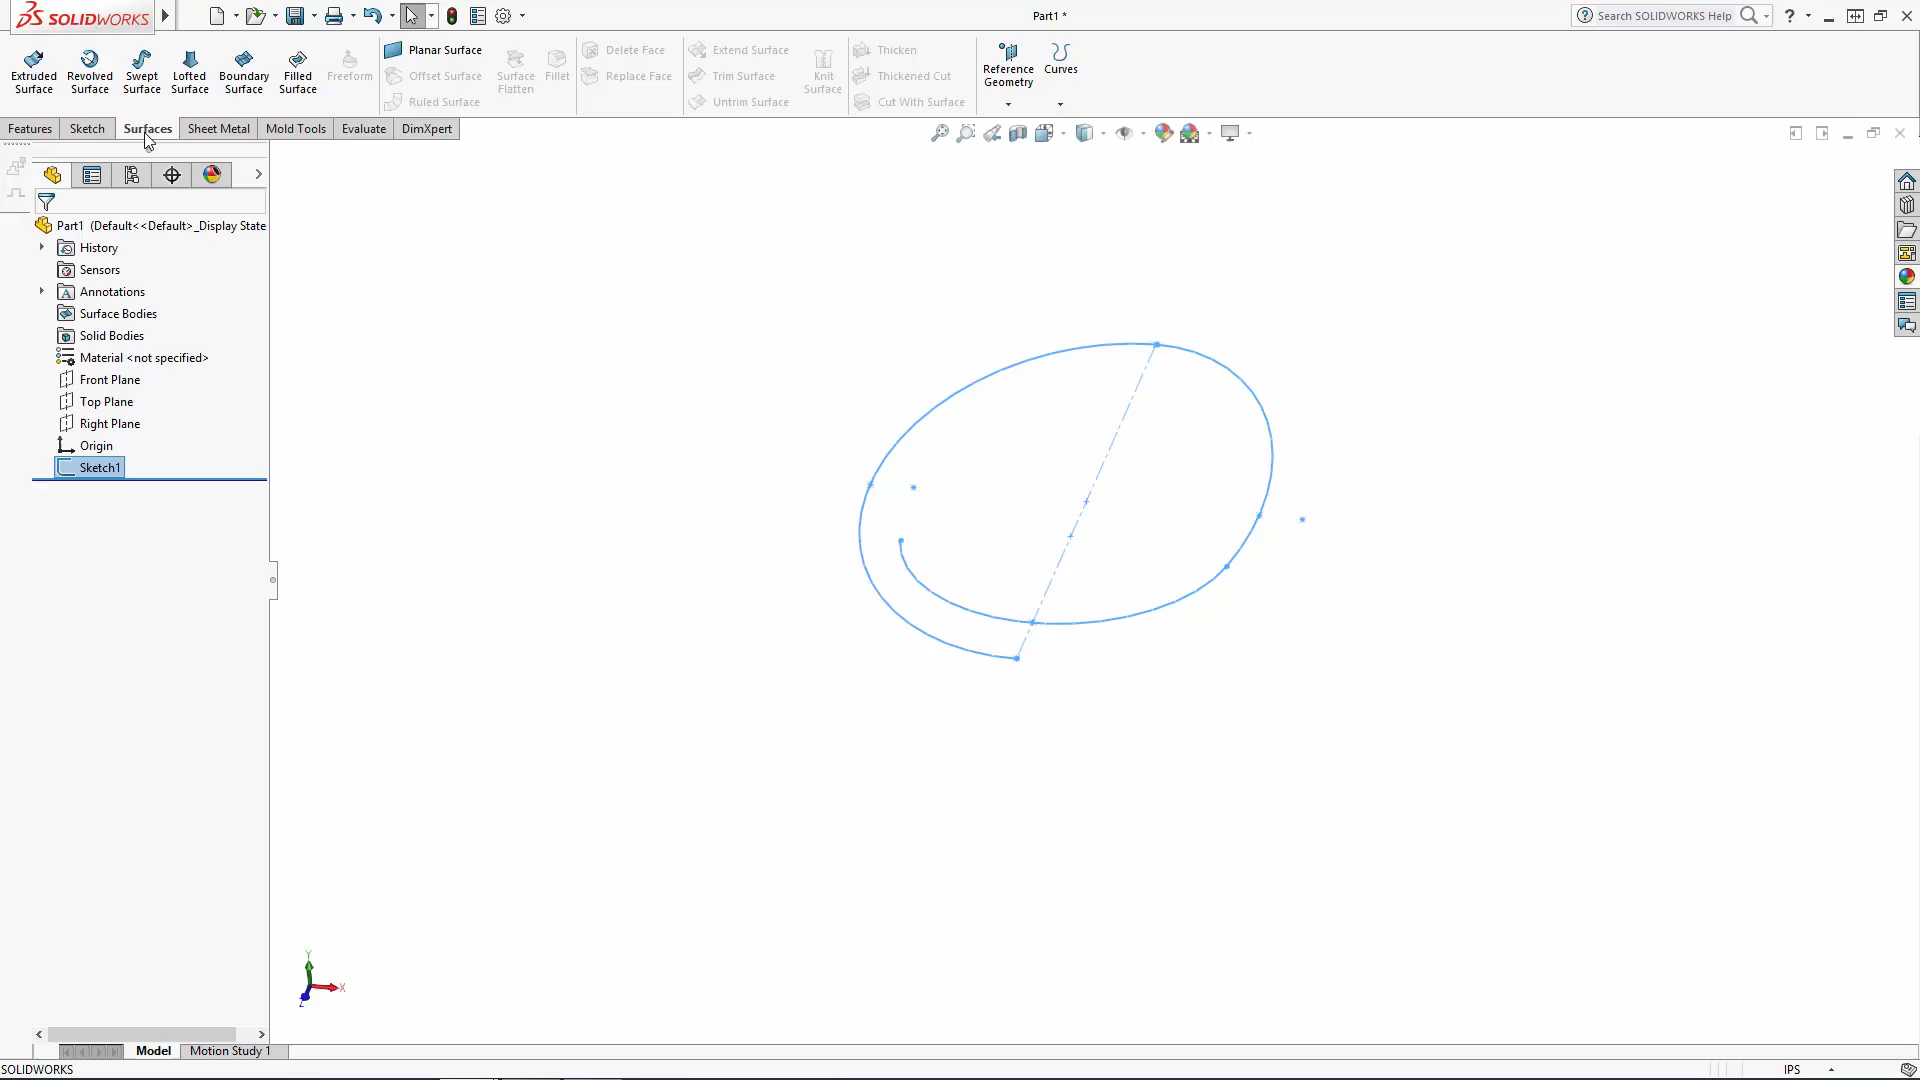 SOLIDWORKS
Part1 *
Search SOLIDWORKS Help
Extruded Surface
Revolved Surface
Swept Surface
Lofted Surface
Boundary Surface
Filled Surface
Freeform
Planar Surface
Offset Surface
Ruled Surface
Surface Flatten
Fillet
Delete Face
Replace Face
Extend Surface
Trim Surface
Untrim Surface
Knit Surface
Thicken
Thickened Cut
Cut With Surface
Reference Geometry
Curves
Features
Sketch
Surfaces
Sheet Metal
Mold Tools
Evaluate
DimXpert
Part1 (Default<<Default>_Display State
History
Sensors
Annotations
Surface Bodies
Solid Bodies
Material <not specified>
Front Plane
Top Plane
Right Plane
Origin
Sketch1
Y
X
Z
Model
Motion Study 1
SOLIDWORKS
IPS